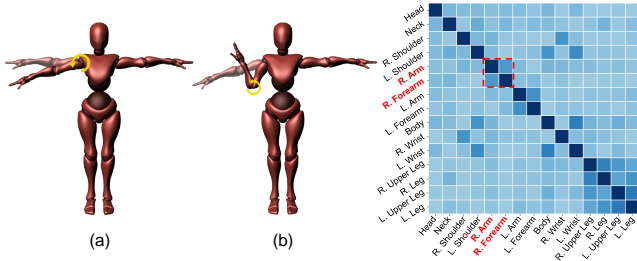 Head
Neck
R. Shoulder
L. Shoulder
R. Arm
R. Forearm
L. Arm
L. Forearm
Body
R. Wrist
L. Wrist
R. Upper Leg
R. Leg
L. Upper Leg
L. Leg
Head
Neck
R. Shoulder
L. Shoulder
R. Arm
R. Forearm
L. Arm
L. Forearm
Body
R. Wrist
L. Wrist
R. Upper Leg
R. Leg
L. Upper Leg
L. Leg
(a)
(b)